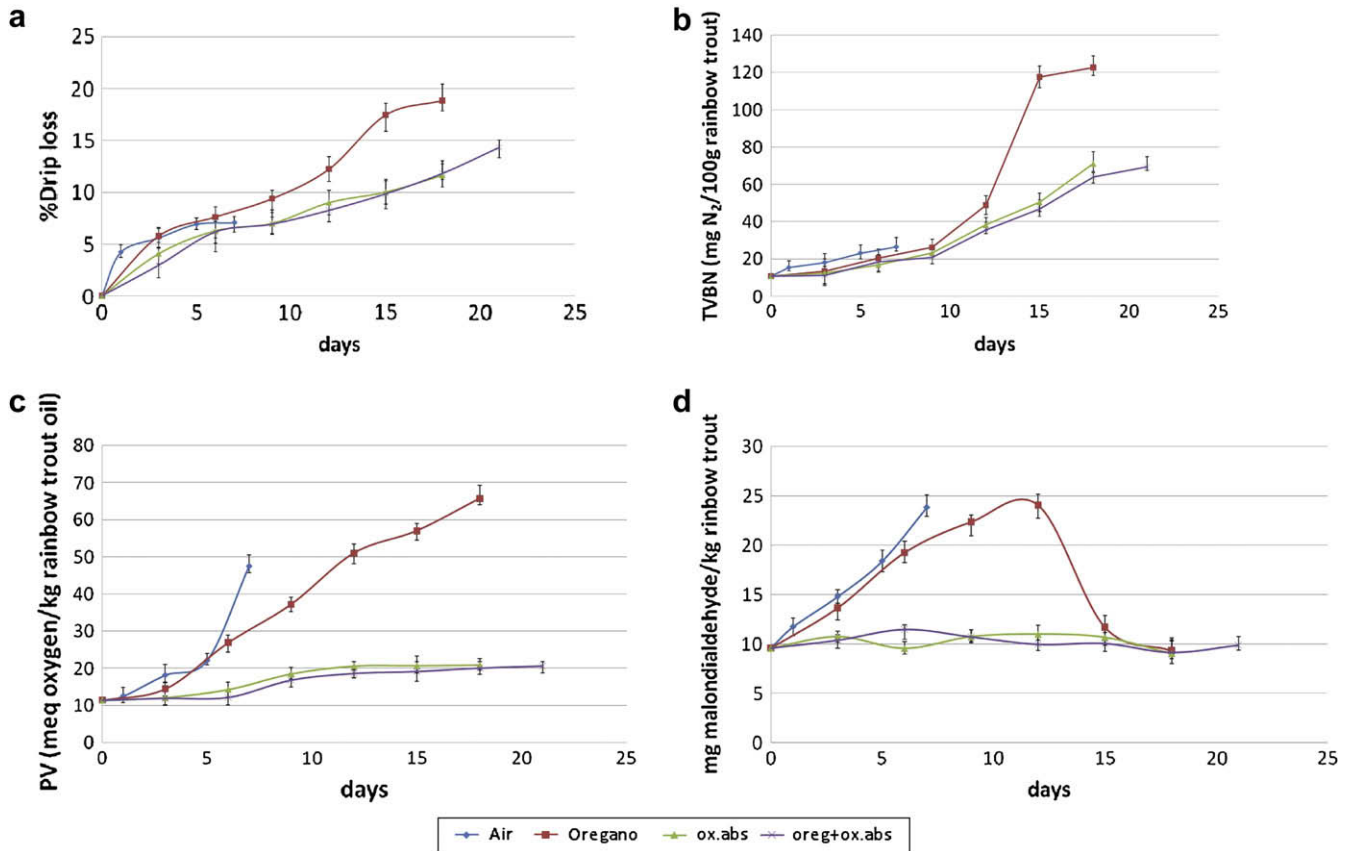 a
25
20
15
10
5
0
%Drip loss
0 5 10 15 20 25
days
b
140
120
100
80
60
40
20
0
TVBN (mg N₂/100g rainbow trout)
0 5 10 15 20 25
days
c
80
70
60
50
40
30
20
10
0
PV (meq oxygen/kg rainbow trout oil)
0 5 10 15 20 25
days
d
30
25
20
15
10
5
0
mg malondialdehyde/kg rinbow trout
0 5 10 15 20 25
days
Air Oregano ox.abs oreg+ox.abs